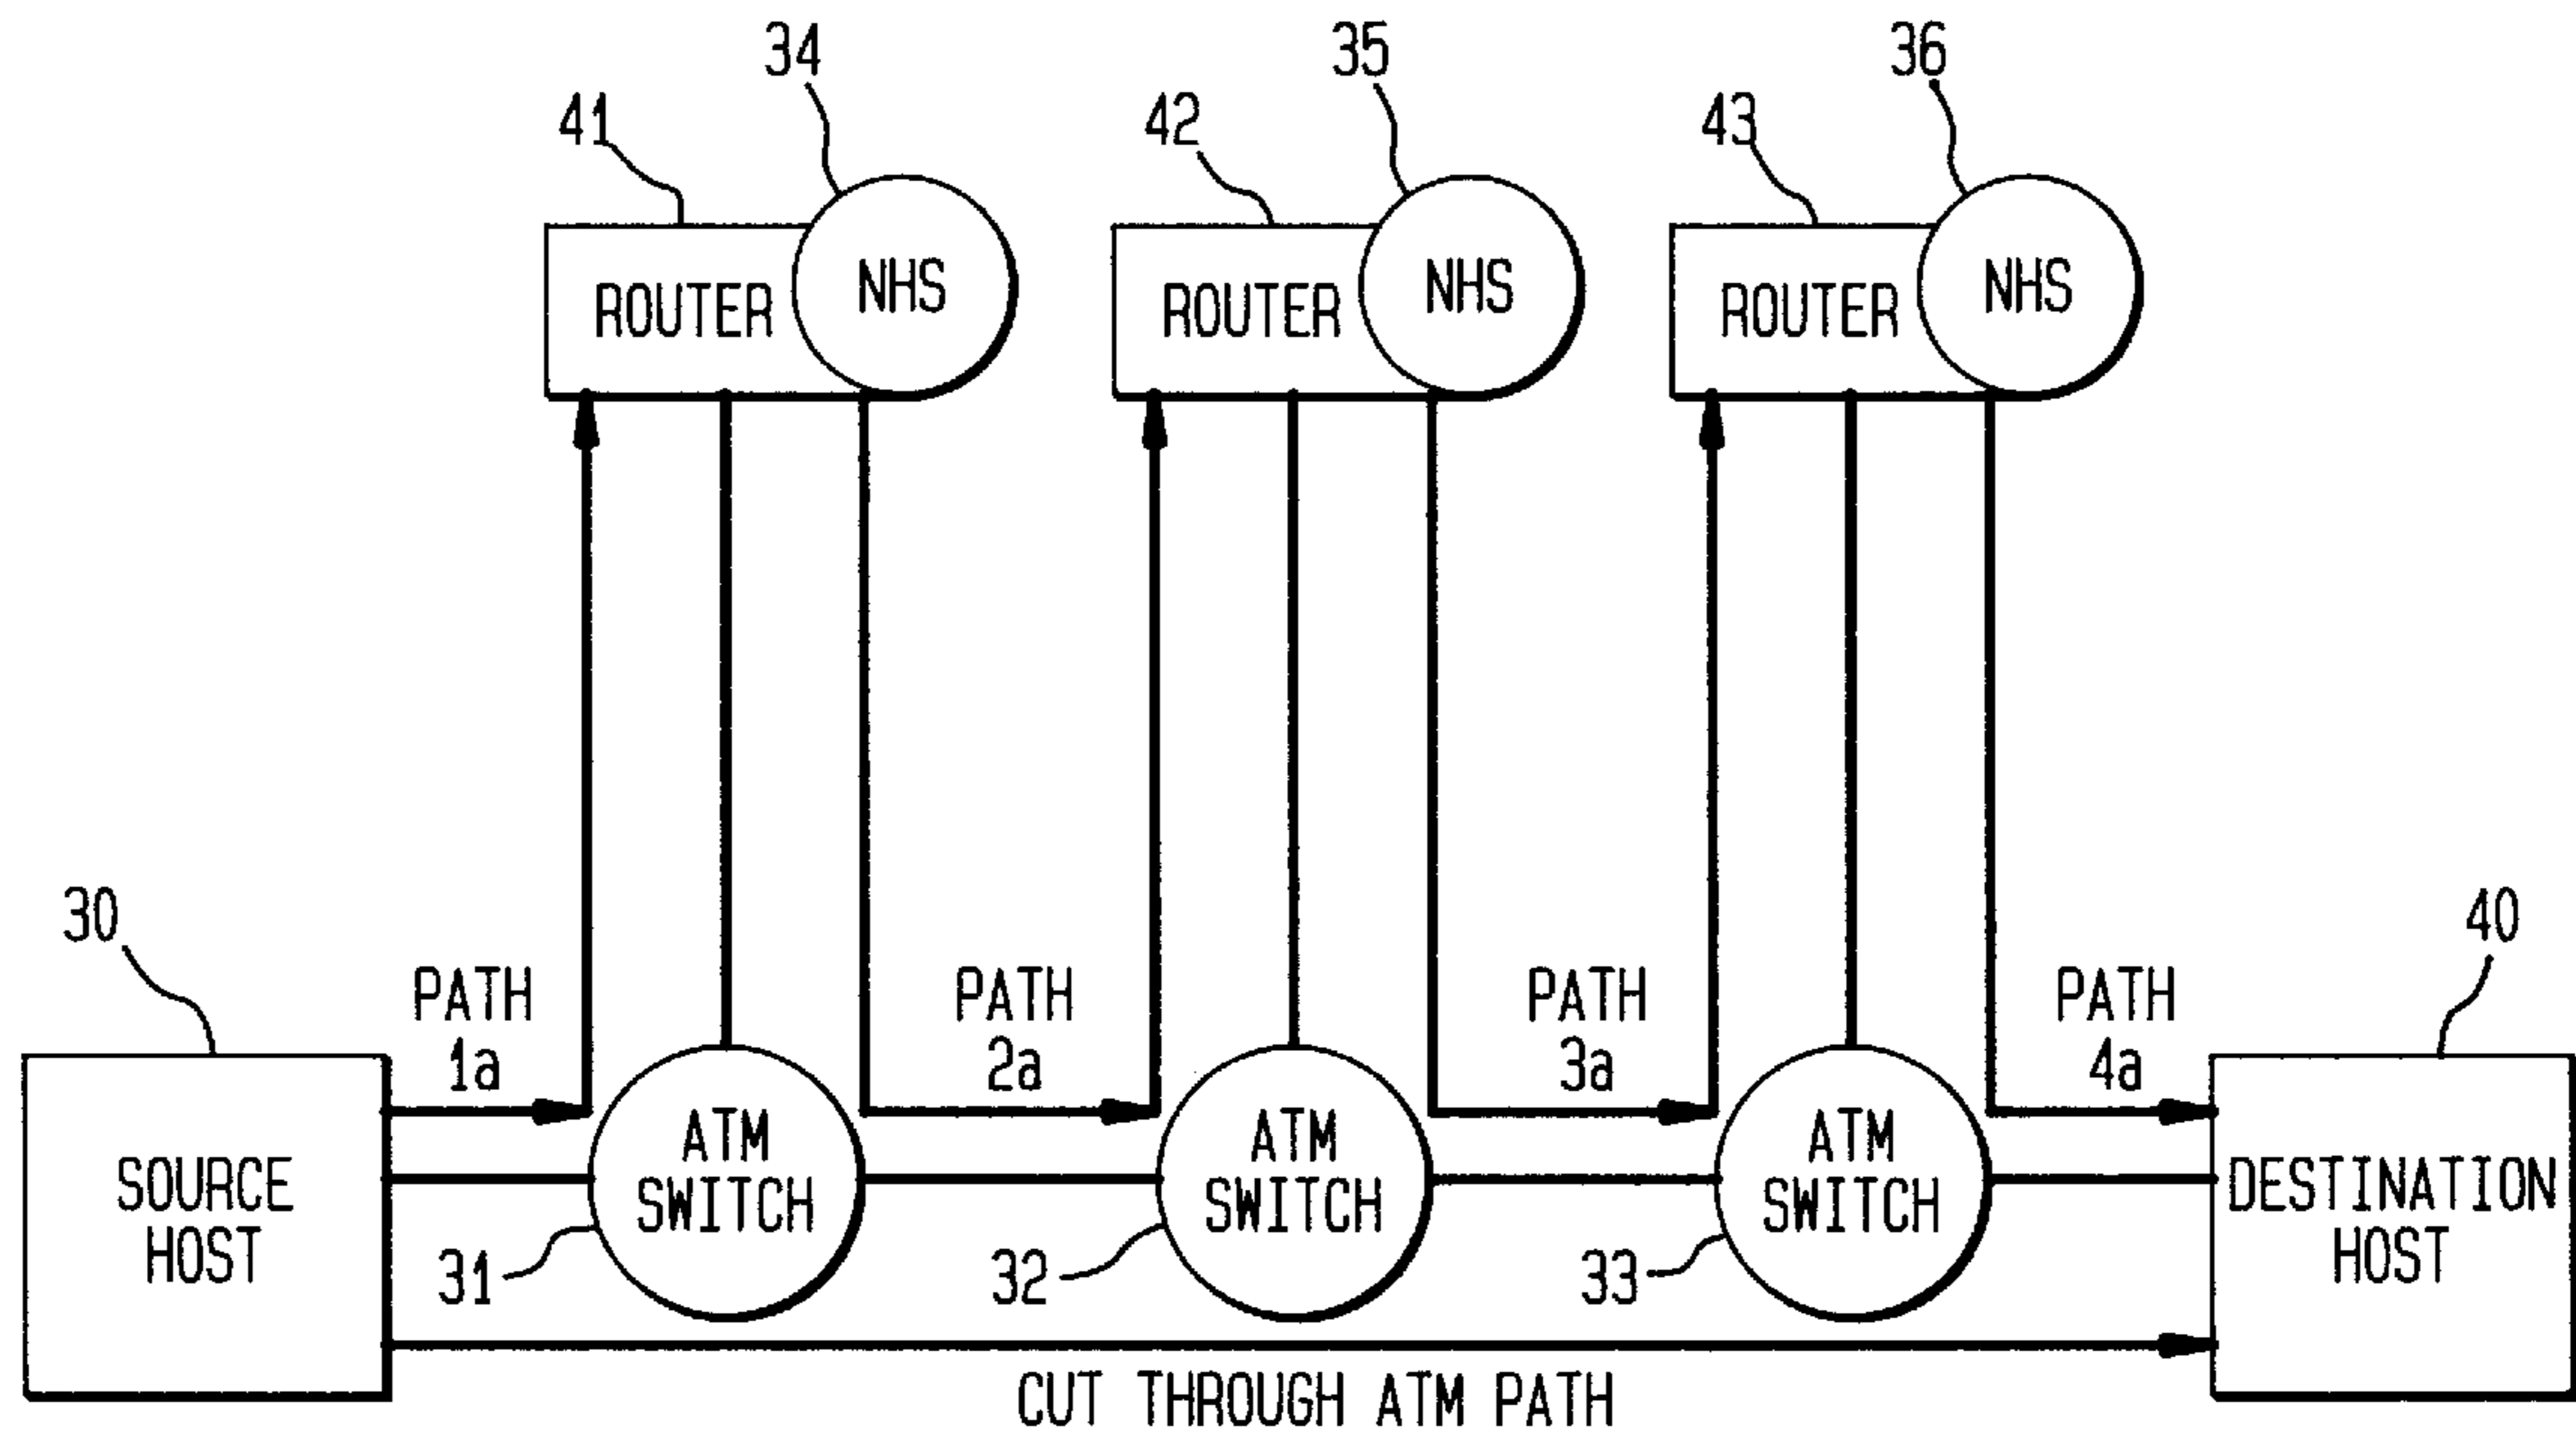 34
35
36
41
42
43
ROUTER
NHS
ROUTER
NHS
ROUTER
NHS
30
40
PATH
1a
PATH
2a
PATH
3a
PATH
4a
SOURCE
HOST
ATM
SWITCH
ATM
SWITCH
ATM
SWITCH
DESTINATION
HOST
31
32
33
CUT THROUGH ATM PATH